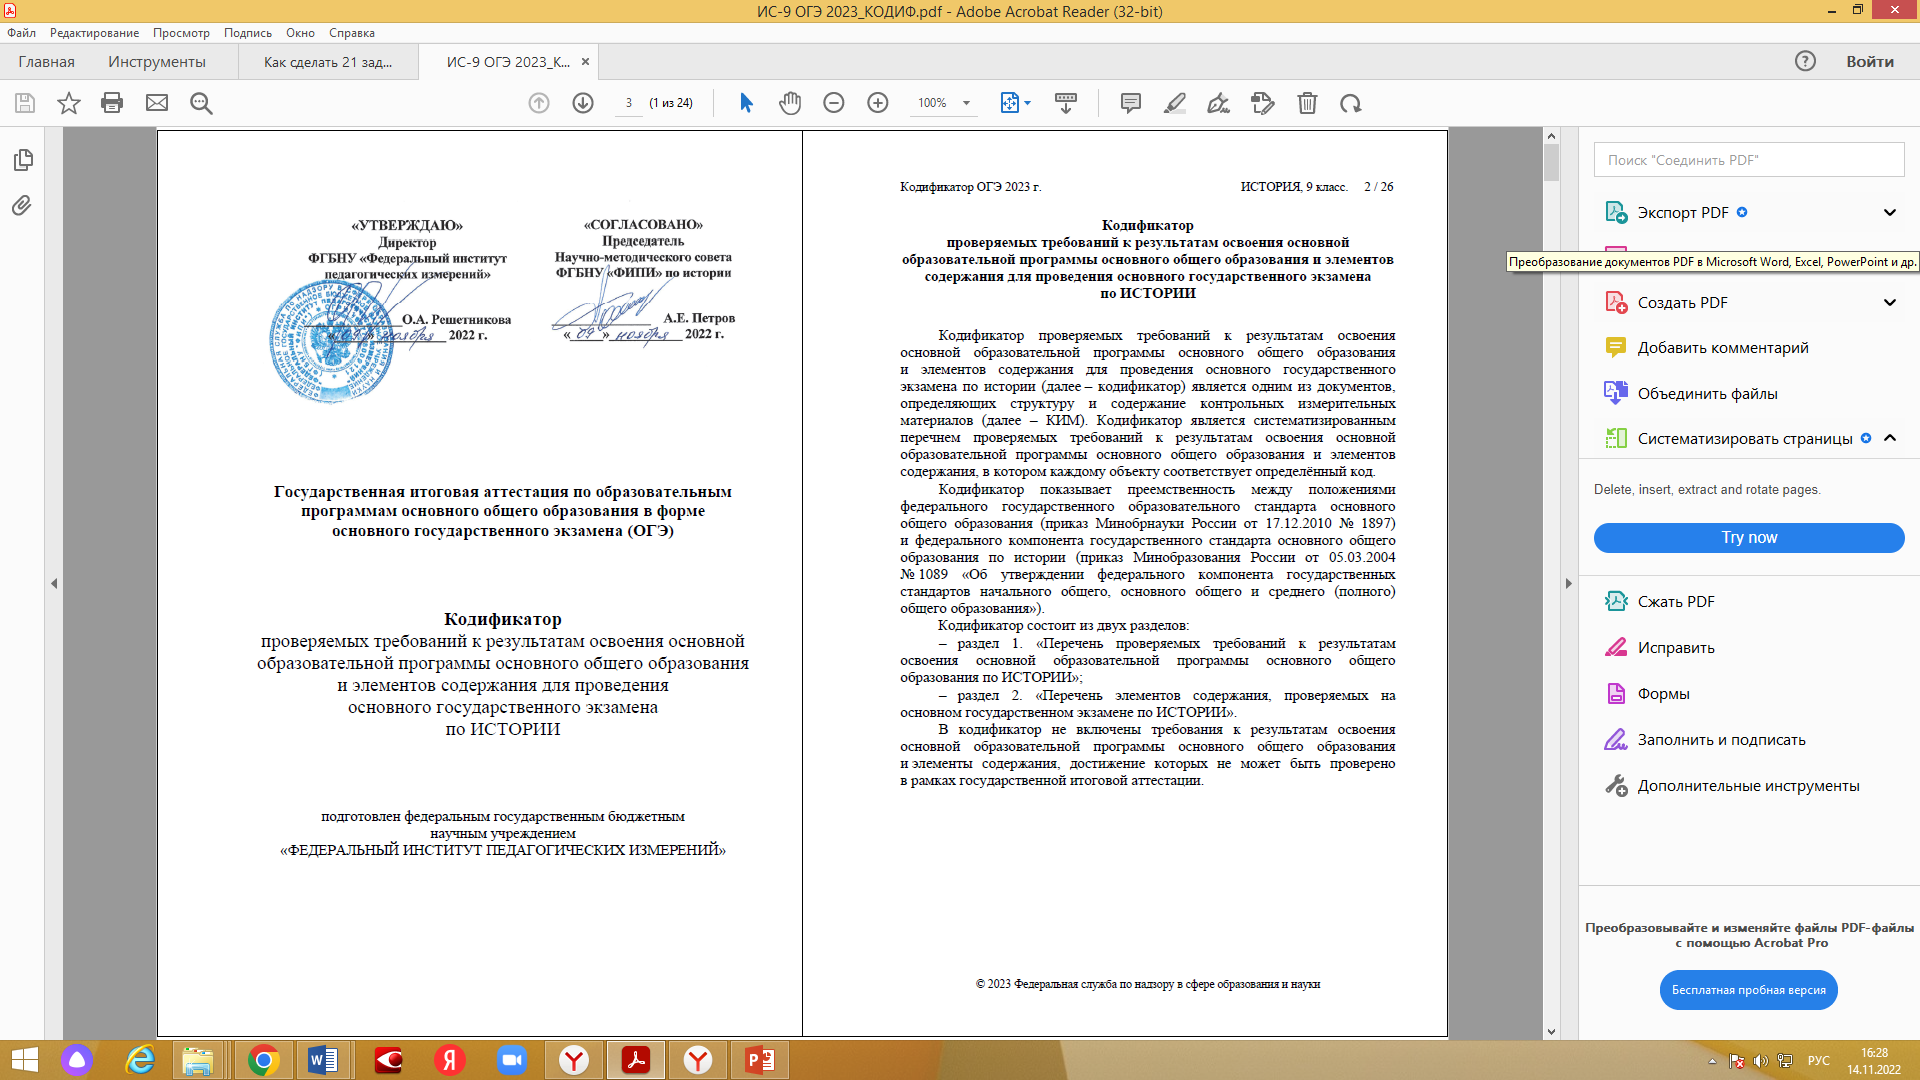 ИС-9 ОГЭ 2023_КОДИФ.pdf - Adobe Acrobat Reader (32-bit)
Файл Редактирование Просмотр Подпись Окно Справка
Главная Инструменты Как сделать 21 зад... ИС-9 ОГЭ 2023_К... × Войти
3 (1 из 24) 100%
«УТВЕРЖДАЮ»
Директор
ФГБНУ «Федеральный институт
педагогических измерений»
О.А. Решетникова
«09» ноября 2022 г.
«СОГЛАСОВАНО»
Председатель
Научно-методического совета
ФГБНУ «ФИПИ» по истории
А.Е. Петров
«09» ноября 2022 г.
Государственная итоговая аттестация по образовательным
программам основного общего образования в форме
основного государственного экзамена (ОГЭ)
Кодификатор
проверяемых требований к результатам освоения основной
образовательной программы основного общего образования
и элементов содержания для проведения
основного государственного экзамена
по ИСТОРИИ
подготовлен федеральным государственным бюджетным
научным учреждением
«ФЕДЕРАЛЬНЫЙ ИНСТИТУТ ПЕДАГОГИЧЕСКИХ ИЗМЕРЕНИЙ»
Кодификатор ОГЭ 2023 г. ИСТОРИЯ, 9 класс. 2 / 26
Кодификатор
проверяемых требований к результатам освоения основной
образовательной программы основного общего образования и элементов
содержания для проведения основного государственного экзамена
по ИСТОРИИ
Кодификатор проверяемых требований к результатам освоения
основной образовательной программы основного общего образования
и элементов содержания для проведения основного государственного
экзамена по истории (далее – кодификатор) является одним из документов,
определяющих структуру и содержание контрольных измерительных
материалов (далее – КИМ). Кодификатор является систематизированным
перечнем проверяемых требований к результатам освоения основной
образовательной программы основного общего образования и элементов
содержания, в котором каждому объекту соответствует определённый код.
Кодификатор показывает преемственность между положениями
федерального государственного образовательного стандарта основного
общего образования (приказ Минобрнауки России от 17.12.2010 № 1897)
и федерального компонента государственного стандарта основного общего
образования по истории (приказ Минобразования России от 05.03.2004
№ 1089 «Об утверждении федерального компонента государственных
стандартов начального общего, основного общего и среднего (полного)
общего образования»).
Кодификатор состоит из двух разделов:
– раздел 1. «Перечень проверяемых требований к результатам
освоения основной образовательной программы основного общего
образования по ИСТОРИИ»;
– раздел 2. «Перечень элементов содержания, проверяемых на
основном государственном экзамене по ИСТОРИИ».
В кодификатор не включены требования к результатам освоения
основной образовательной программы основного общего образования
и элементы содержания, достижение которых не может быть проверено
в рамках государственной итоговой аттестации.
© 2023 Федеральная служба по надзору в сфере образования и науки
Поиск "Соединить PDF"
Экспорт PDF
Преобразование документов PDF в Microsoft Word, Excel, PowerPoint и др.
Создать PDF
Добавить комментарий
Объединить файлы
Систематизировать страницы
Delete, insert, extract and rotate pages.
Try now
Сжать PDF
Исправить
Формы
Заполнить и подписать
Дополнительные инструменты
Преобразовывайте и изменяйте файлы PDF-файлы
с помощью Acrobat Pro
Бесплатная пробная версия
РУС
16:28
14.11.2022